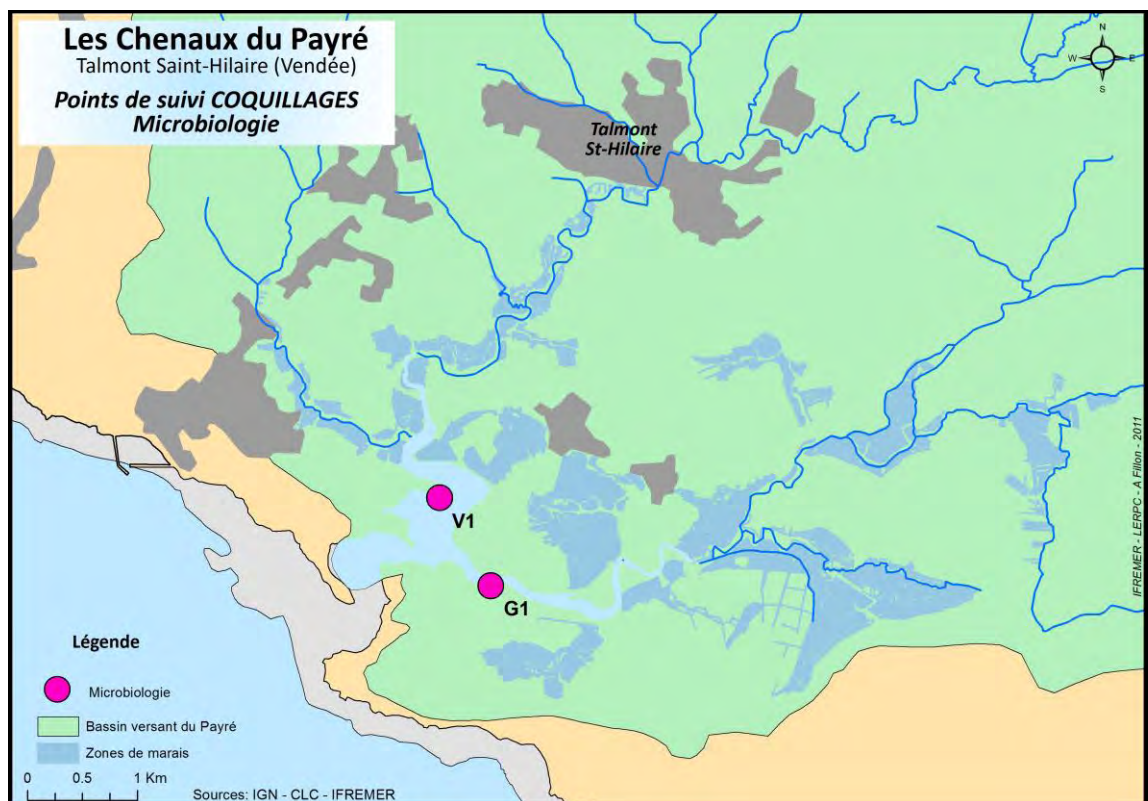 Les Chenaux du Payré
Talmont Saint-Hilaire (Vendée)
Points de suivi COQUILLAGES
Microbiologie
N
W
E
S
Talmont
St-Hilaire
V1
G1
Légende
Microbiologie
Bassin versant du Payré
Zones de marais
0 0.5 1 Km
Sources: IGN - CLC - IFREMER
IFREMER - LERPC - A Fillon - 2011